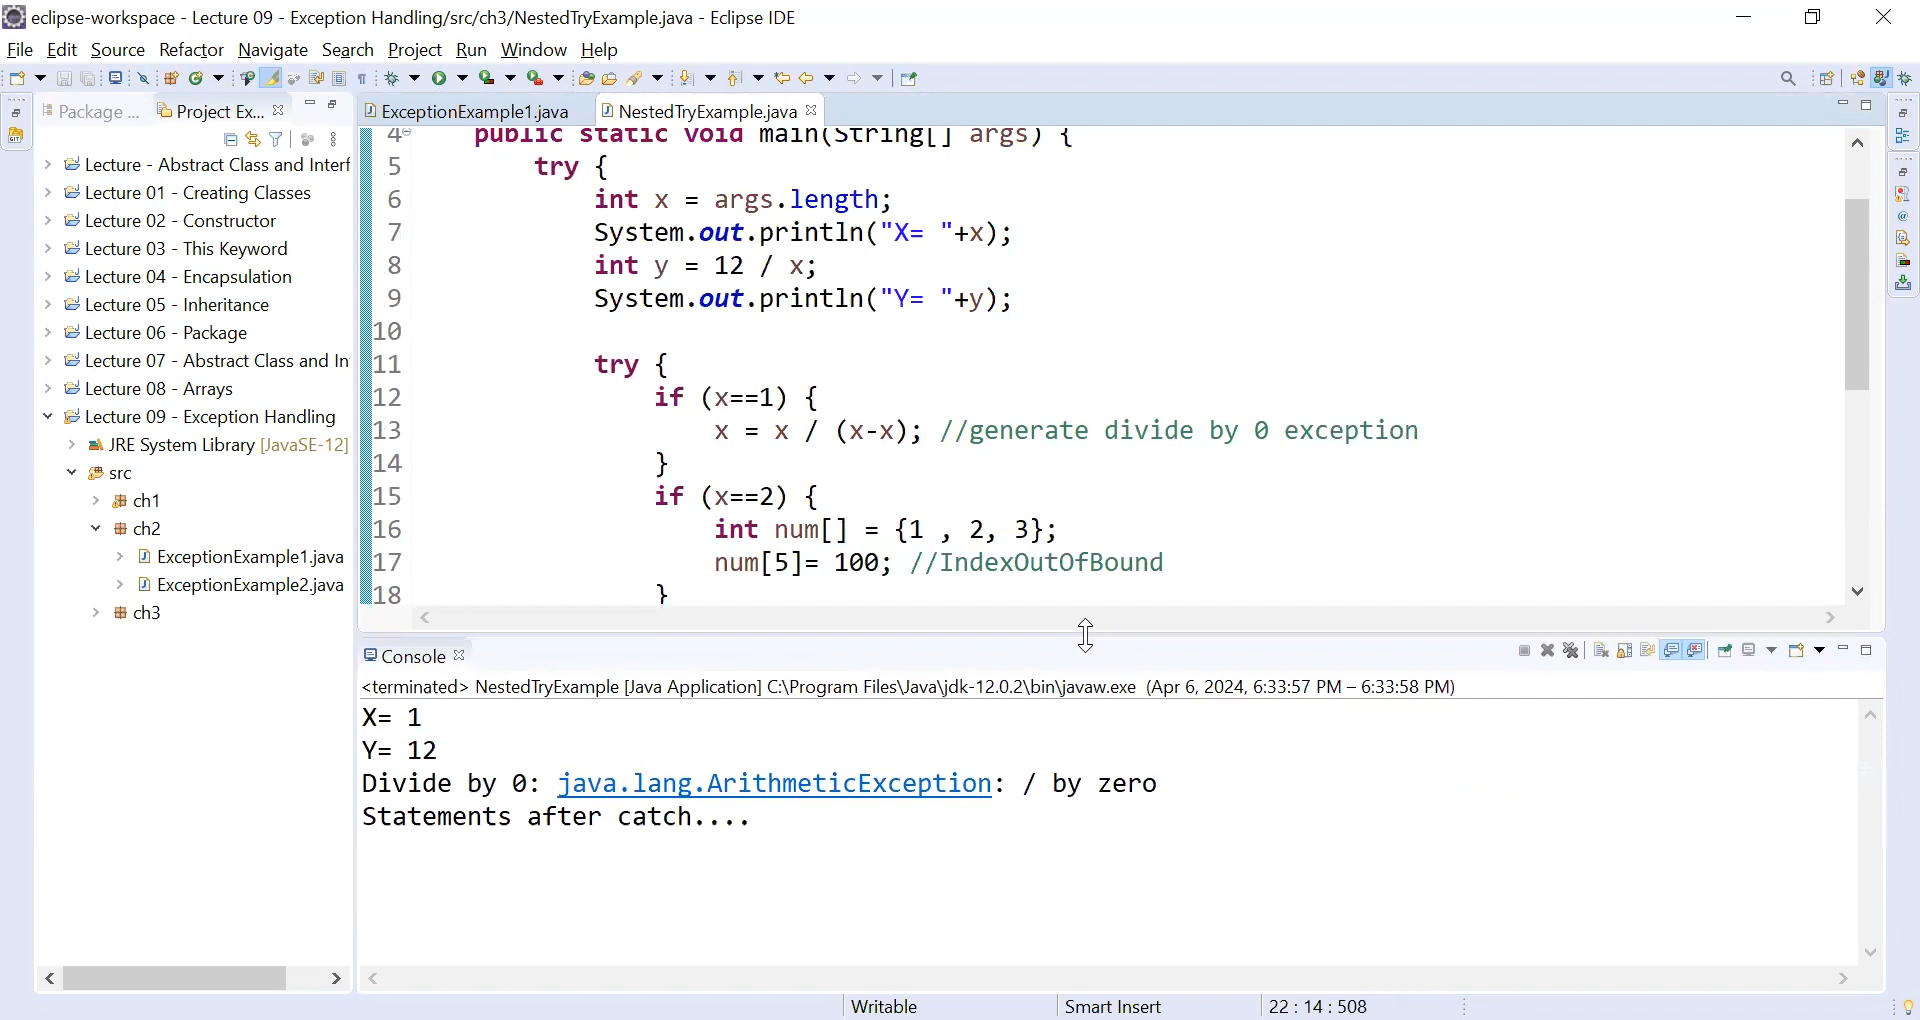 eclipse-workspace - Lecture 09 - Exception Handling/src/ch3/NestedTryExample.java - Eclipse IDE
File Edit Source Refactor Navigate Search Project Run Window Help
Package ... Project Ex...
ExceptionExample1.java NestedTryExample.java
Lecture - Abstract Class and Interf
Lecture 01 - Creating Classes
Lecture 02 - Constructor
Lecture 03 - This Keyword
Lecture 04 - Encapsulation
Lecture 05 - Inheritance
Lecture 06 - Package
Lecture 07 - Abstract Class and In
Lecture 08 - Arrays
Lecture 09 - Exception Handling
JRE System Library [JavaSE-12]
src
ch1
ch2
ExceptionExample1.java
ExceptionExample2.java
ch3
4 public static void main(String[] args) {
5 try {
6 int x = args.length;
7 System.out.println("X= "+x);
8 int y = 12 / x;
9 System.out.println("Y= "+y);
10
11 try {
12 if (x==1) {
13 x = x / (x-x); //generate divide by 0 exception
14 }
15 if (x==2) {
16 int num[] = {1 , 2, 3};
17 num[5]= 100; //IndexOutOfBound
18 }
Console
<terminated> NestedTryExample [Java Application] C:\Program Files\Java\jdk-12.0.2\bin\javaw.exe (Apr 6, 2024, 6:33:57 PM – 6:33:58 PM)
X= 1
Y= 12
Divide by 0: java.lang.ArithmeticException: / by zero
Statements after catch....
Writable Smart Insert 22 : 14 : 508